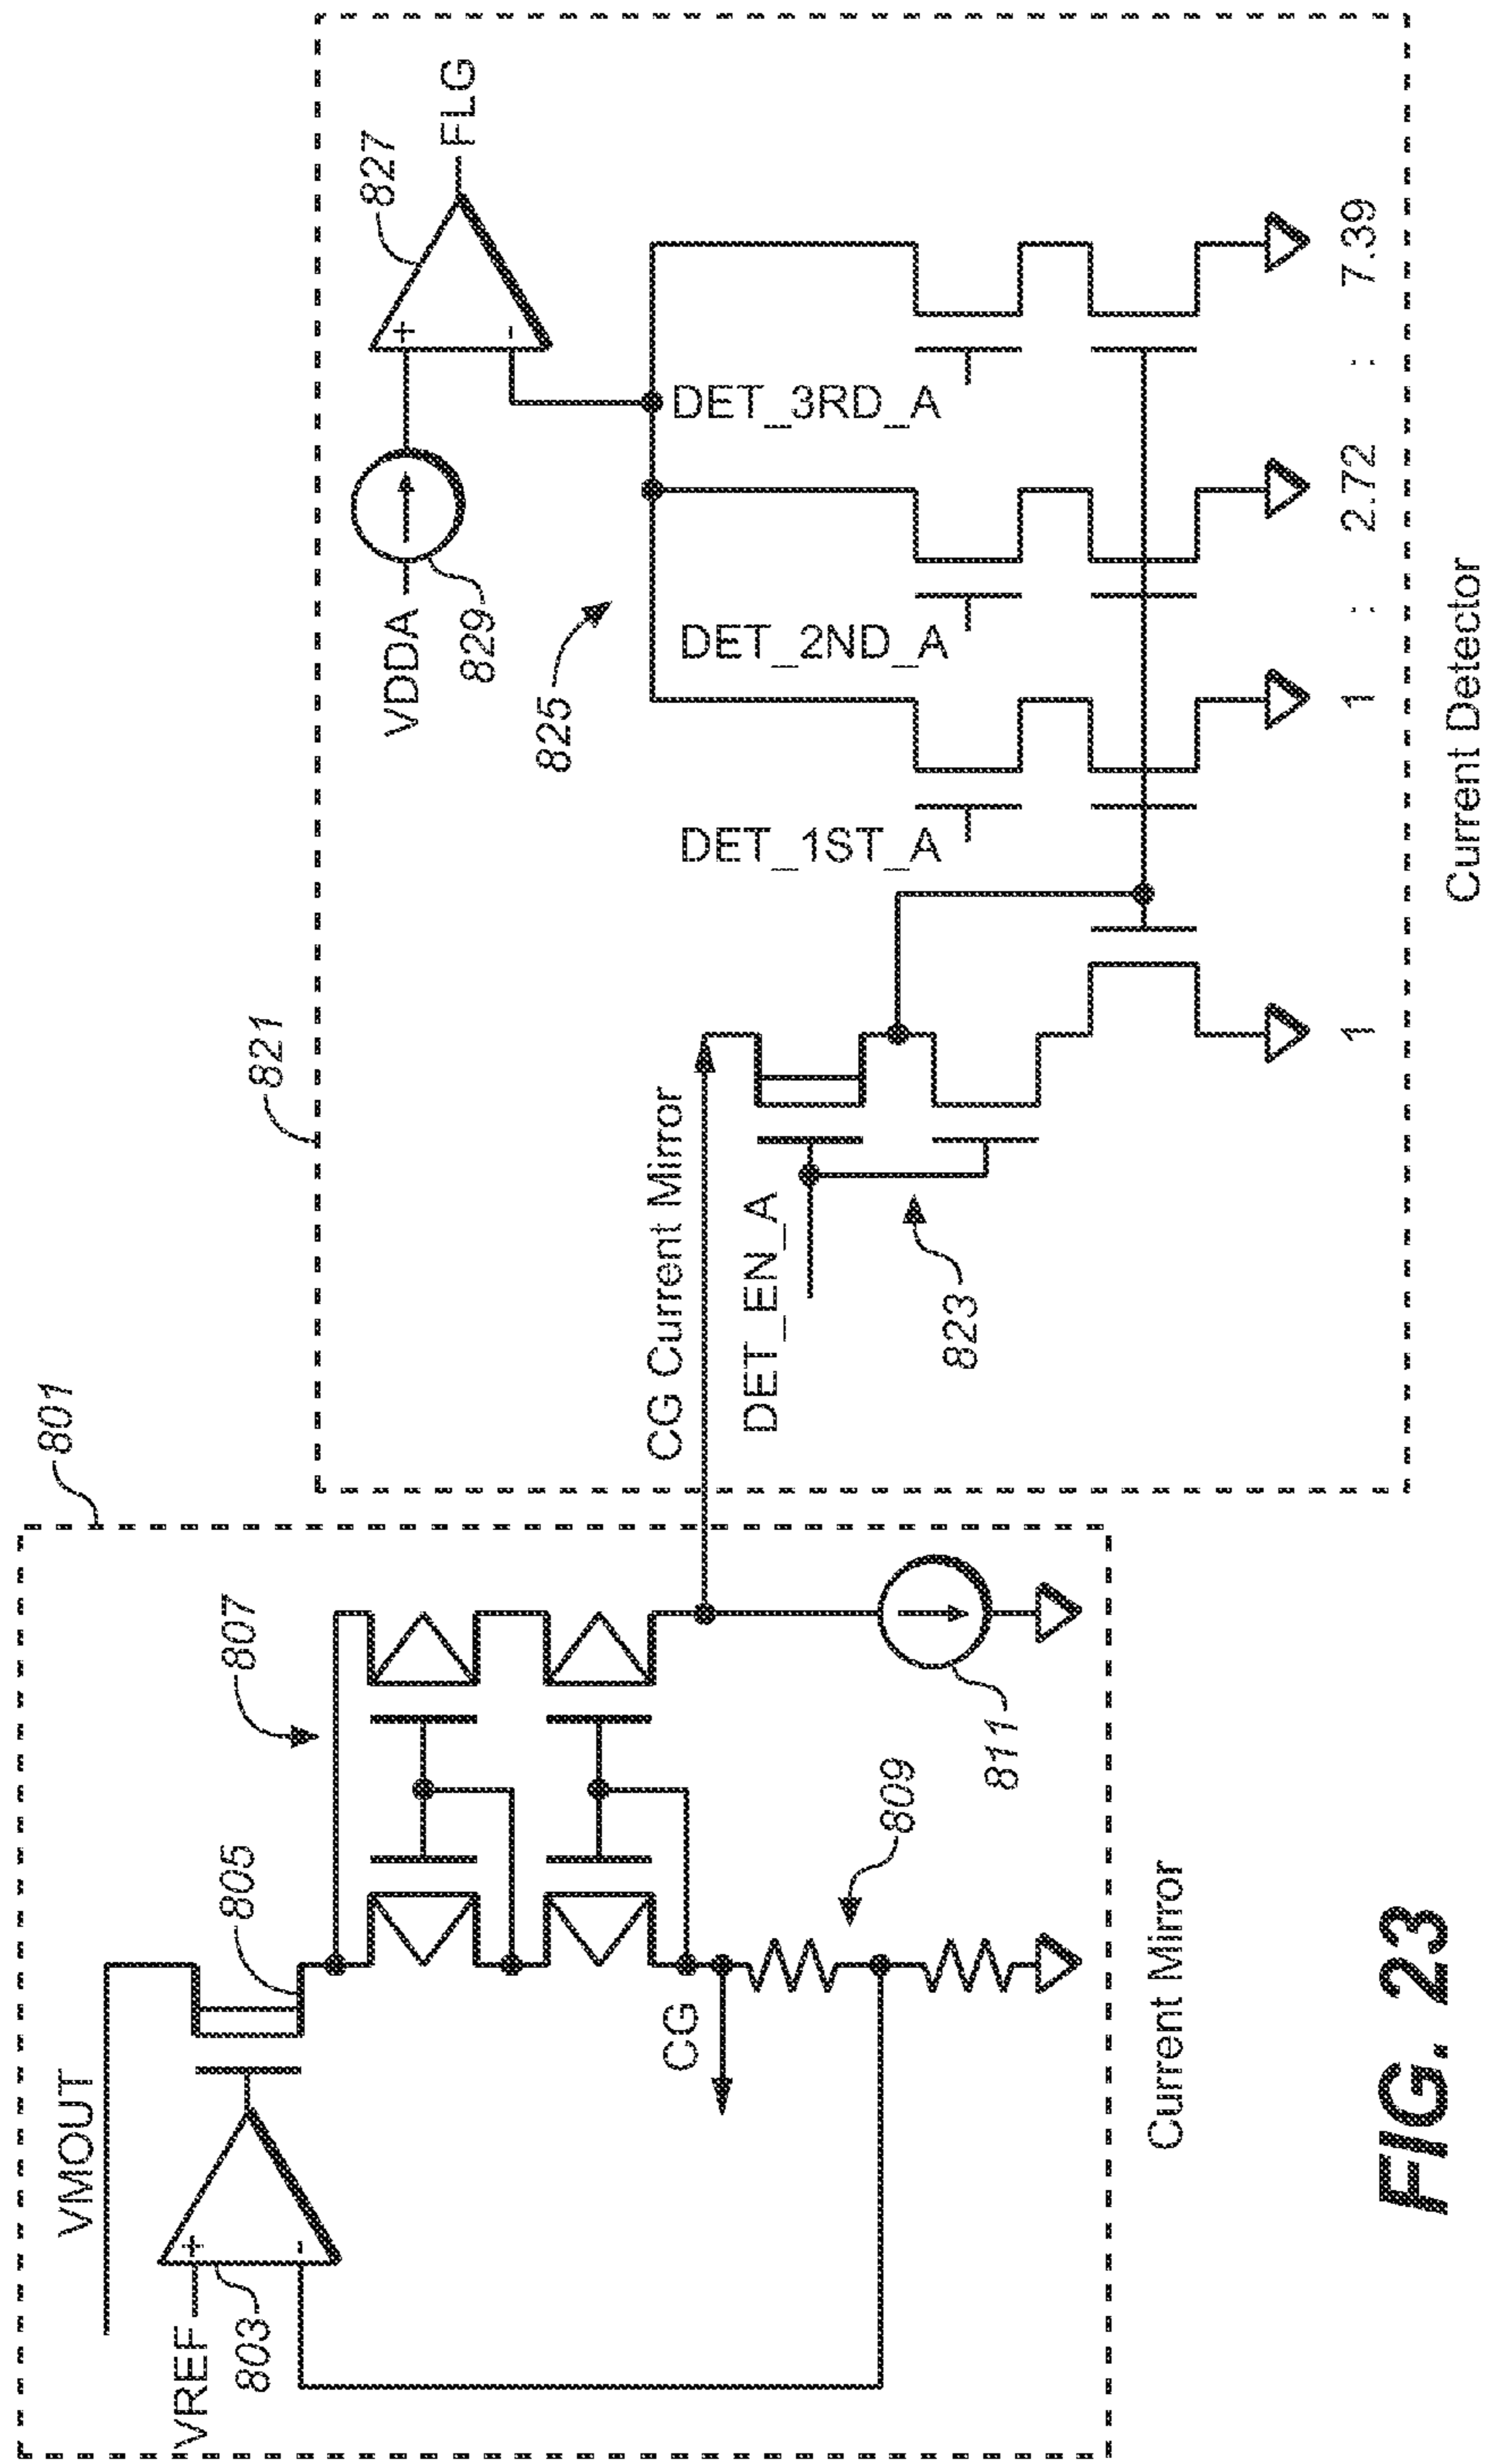 801
VMOUT
805
807
VREF
803
CG
809
811
Current Mirror
821
VDDA
829
827
FLG
825
CG Current Mirror
DET_EN_A
823
DET_1ST_A
DET_2ND_A
DET_3RD_A
1 1 : 2.72 : 7.39
Current Detector
FIG. 23